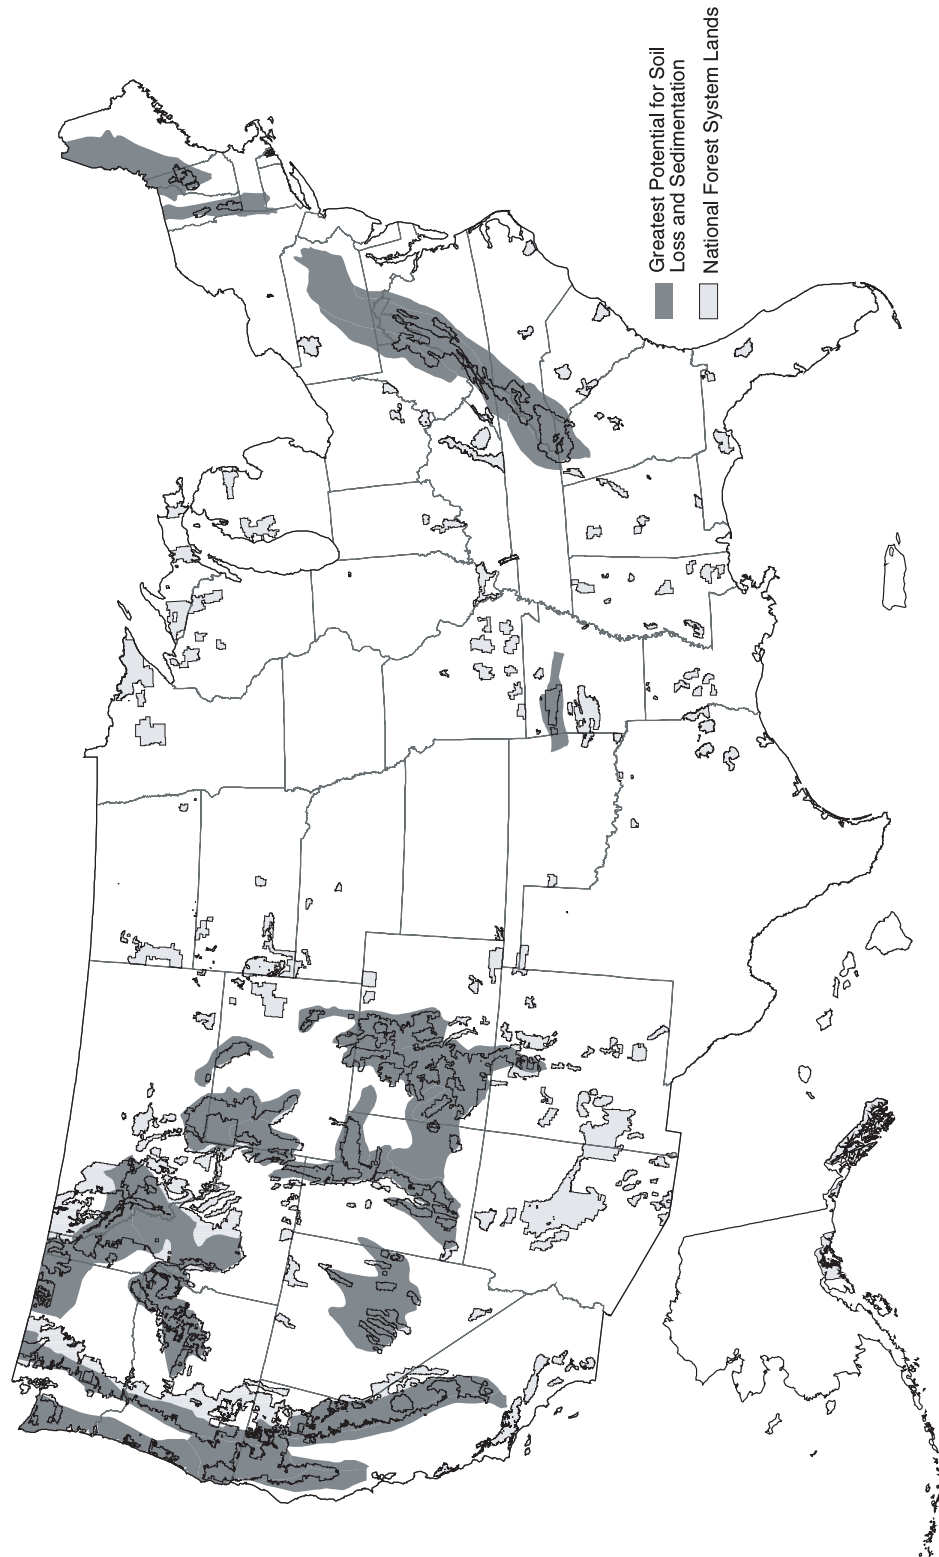 Greatest Potential for Soil
Loss and Sedimentation
National Forest System Lands